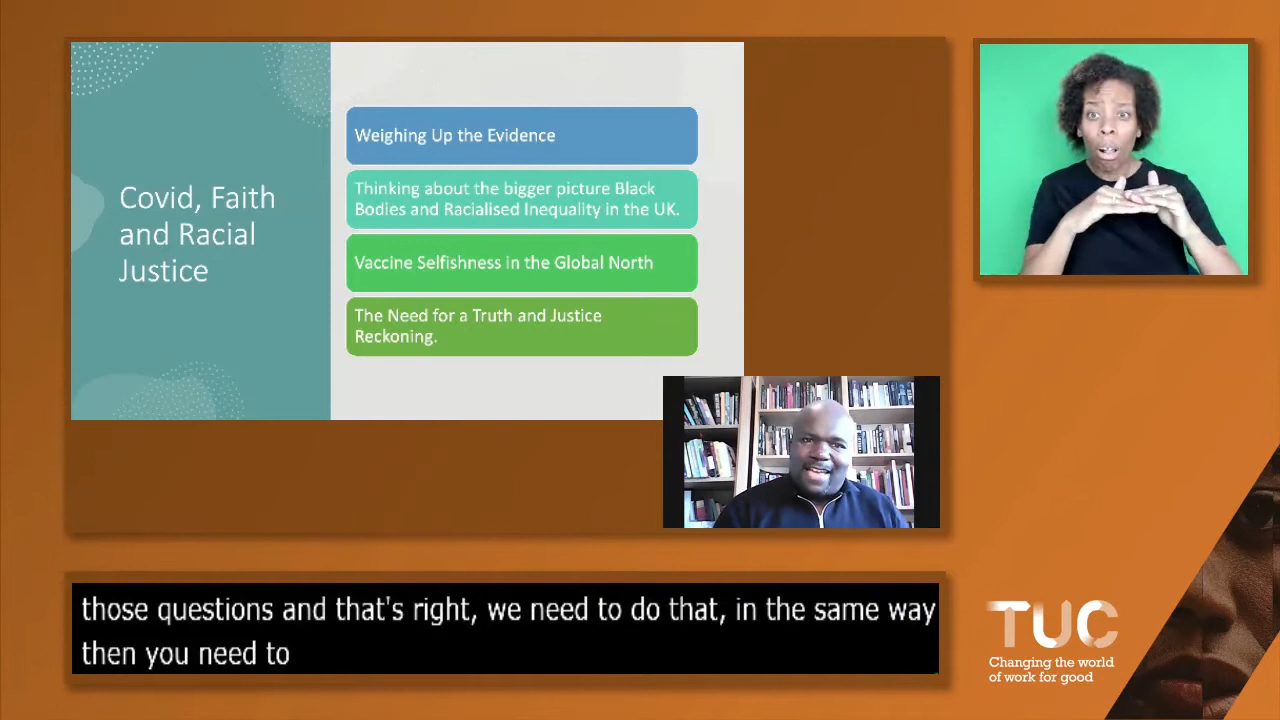 Covid, Faith
and Racial
Justice
Weighing Up the Evidence
Thinking about the bigger picture Black
Bodies and Racialised Inequality in the UK.
Vaccine Selfishness in the Global North
The Need for a Truth and Justice
Reckoning.
those questions and that's right, we need to do that, in the same way
then you need to
TUC
Changing the world
of work for good